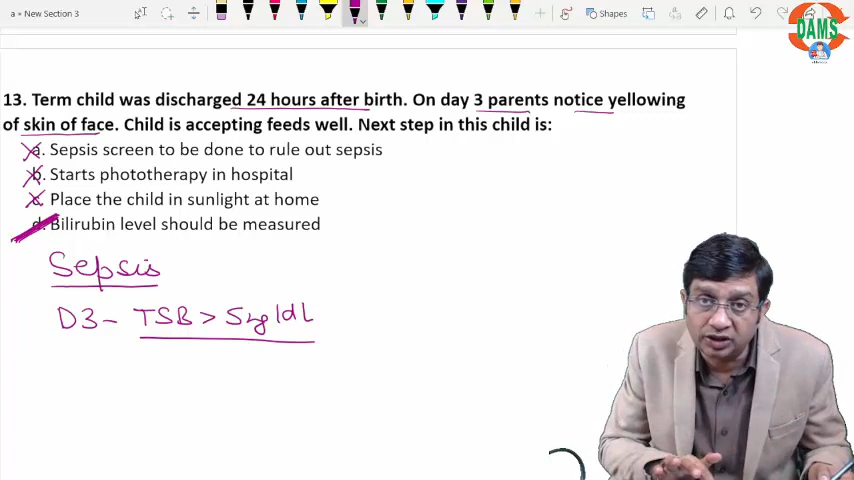 a = New Section 3
Shapes
DAMS
13. Term child was discharged 24 hours after birth. On day 3 parents notice yellowing
of skin of face. Child is accepting feeds well. Next step in this child is:
a. Sepsis screen to be done to rule out sepsis
b. Starts phototherapy in hospital
c. Place the child in sunlight at home
d. Bilirubin level should be measured
Sepsis
D3 - TSB > 5mg/dL